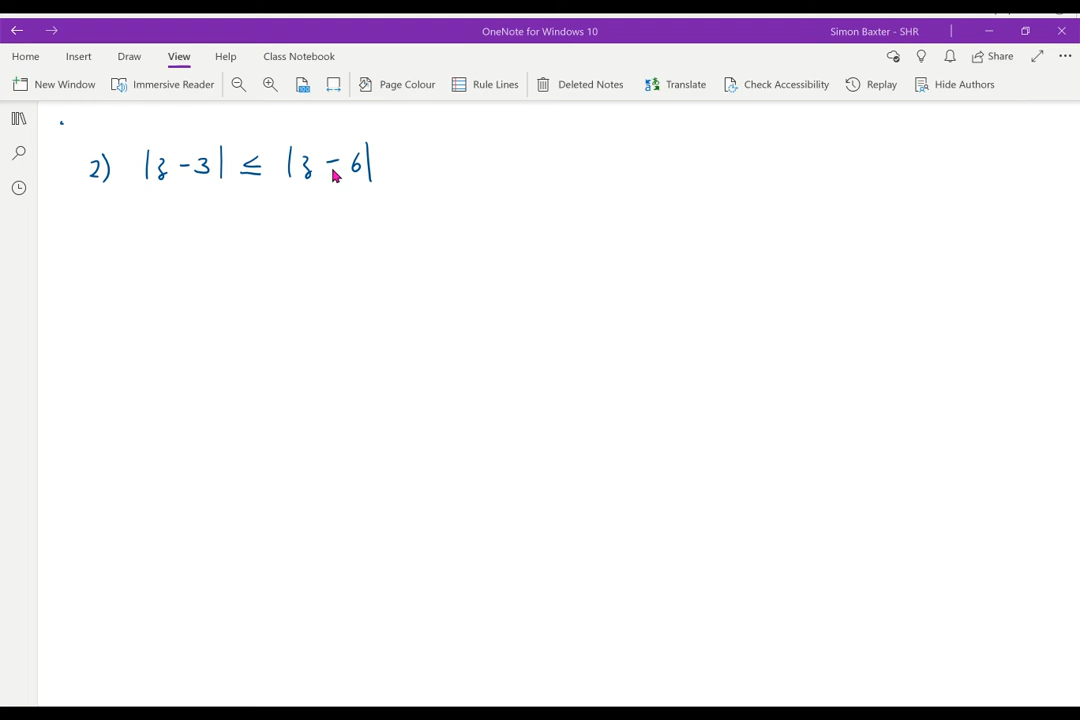 OneNote for Windows 10
Simon Baxter - SHR
Home Insert Draw View Help Class Notebook
Share
New Window Immersive Reader Page Colour Rule Lines Deleted Notes Translate Check Accessibility Replay Hide Authors
2) |z - 3| ≤ |z - 6|